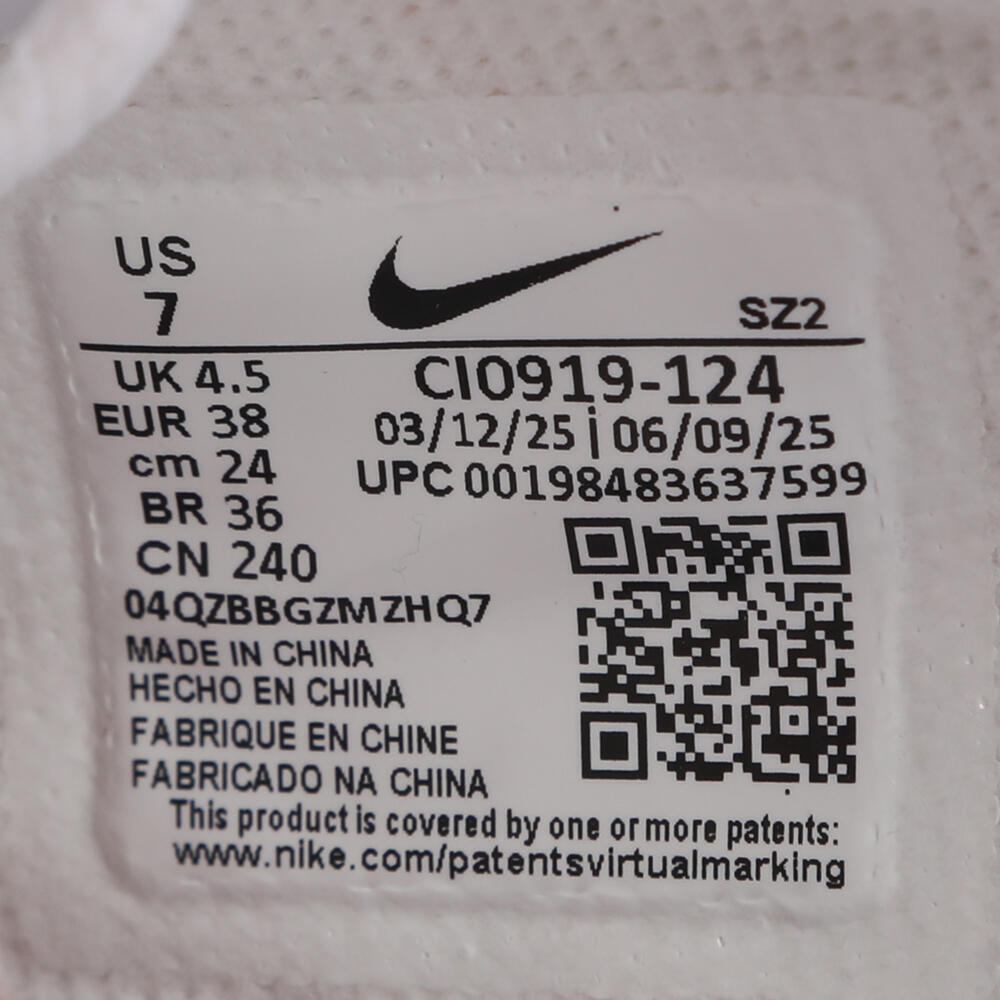 US
7
SZ2
UK 4.5
EUR 38
cm 24
BR 36
CN 240
CI0919-124
03/12/25 | 06/09/25
UPC 00198483637599
04QZBBGZMZHQ7
MADE IN CHINA
HECHO EN CHINA
FABRIQUE EN CHINE
FABRICADO NA CHINA
This product is covered by one or more patents:
www.nike.com/patentsvirtualmarking